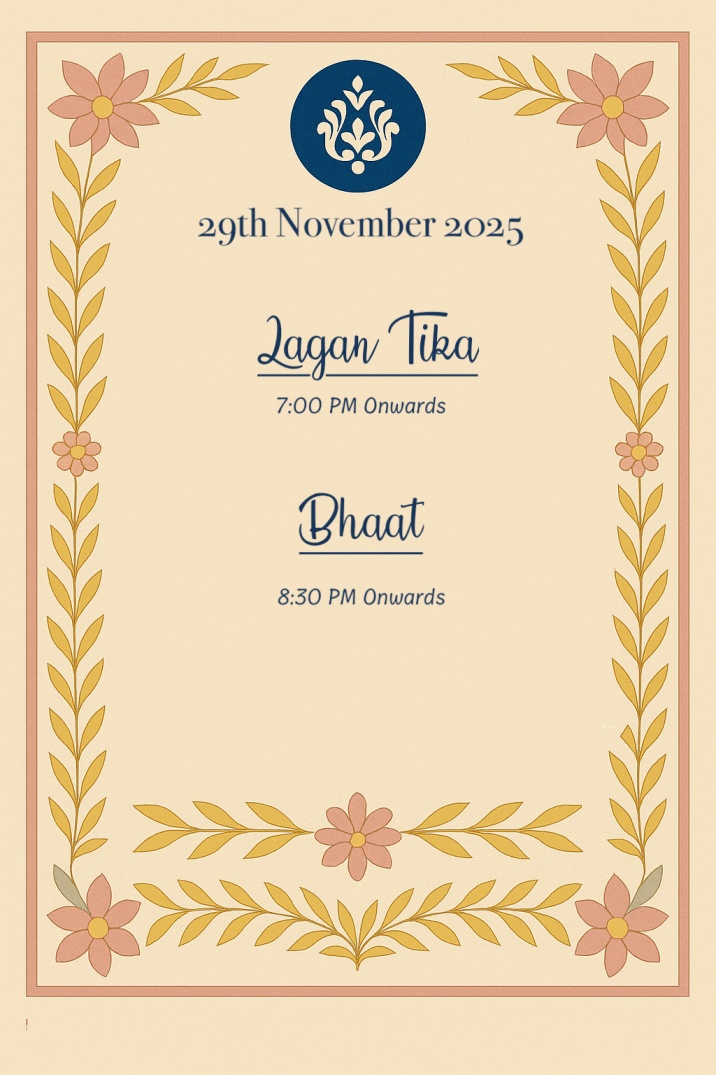 29th November 2025
Lagan Tika
7:00 PM Onwards
Bhaat
8:30 PM Onwards